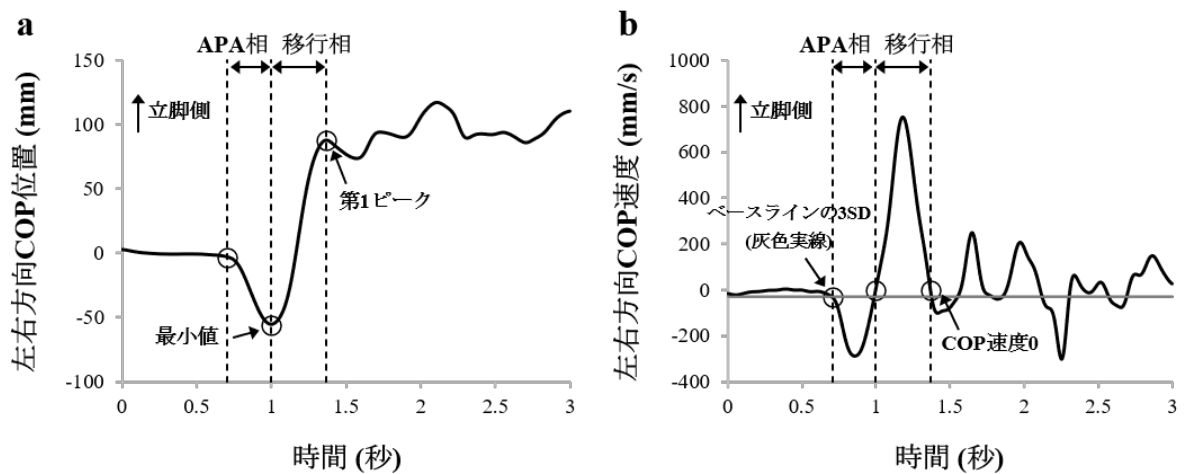 a
APA相 移行相
150
100
50
0
-50
-100
左右方向COP位置 (mm)
立脚側
第1ピーク
最小値
0 0.5 1 1.5 2 2.5 3
時間 (秒)
b
APA相 移行相
1000
800
600
400
200
0
-200
-400
左右方向COP速度 (mm/s)
立脚側
ベースラインの3SD
(灰色実線)
COP速度0
0 0.5 1 1.5 2 2.5 3
時間 (秒)